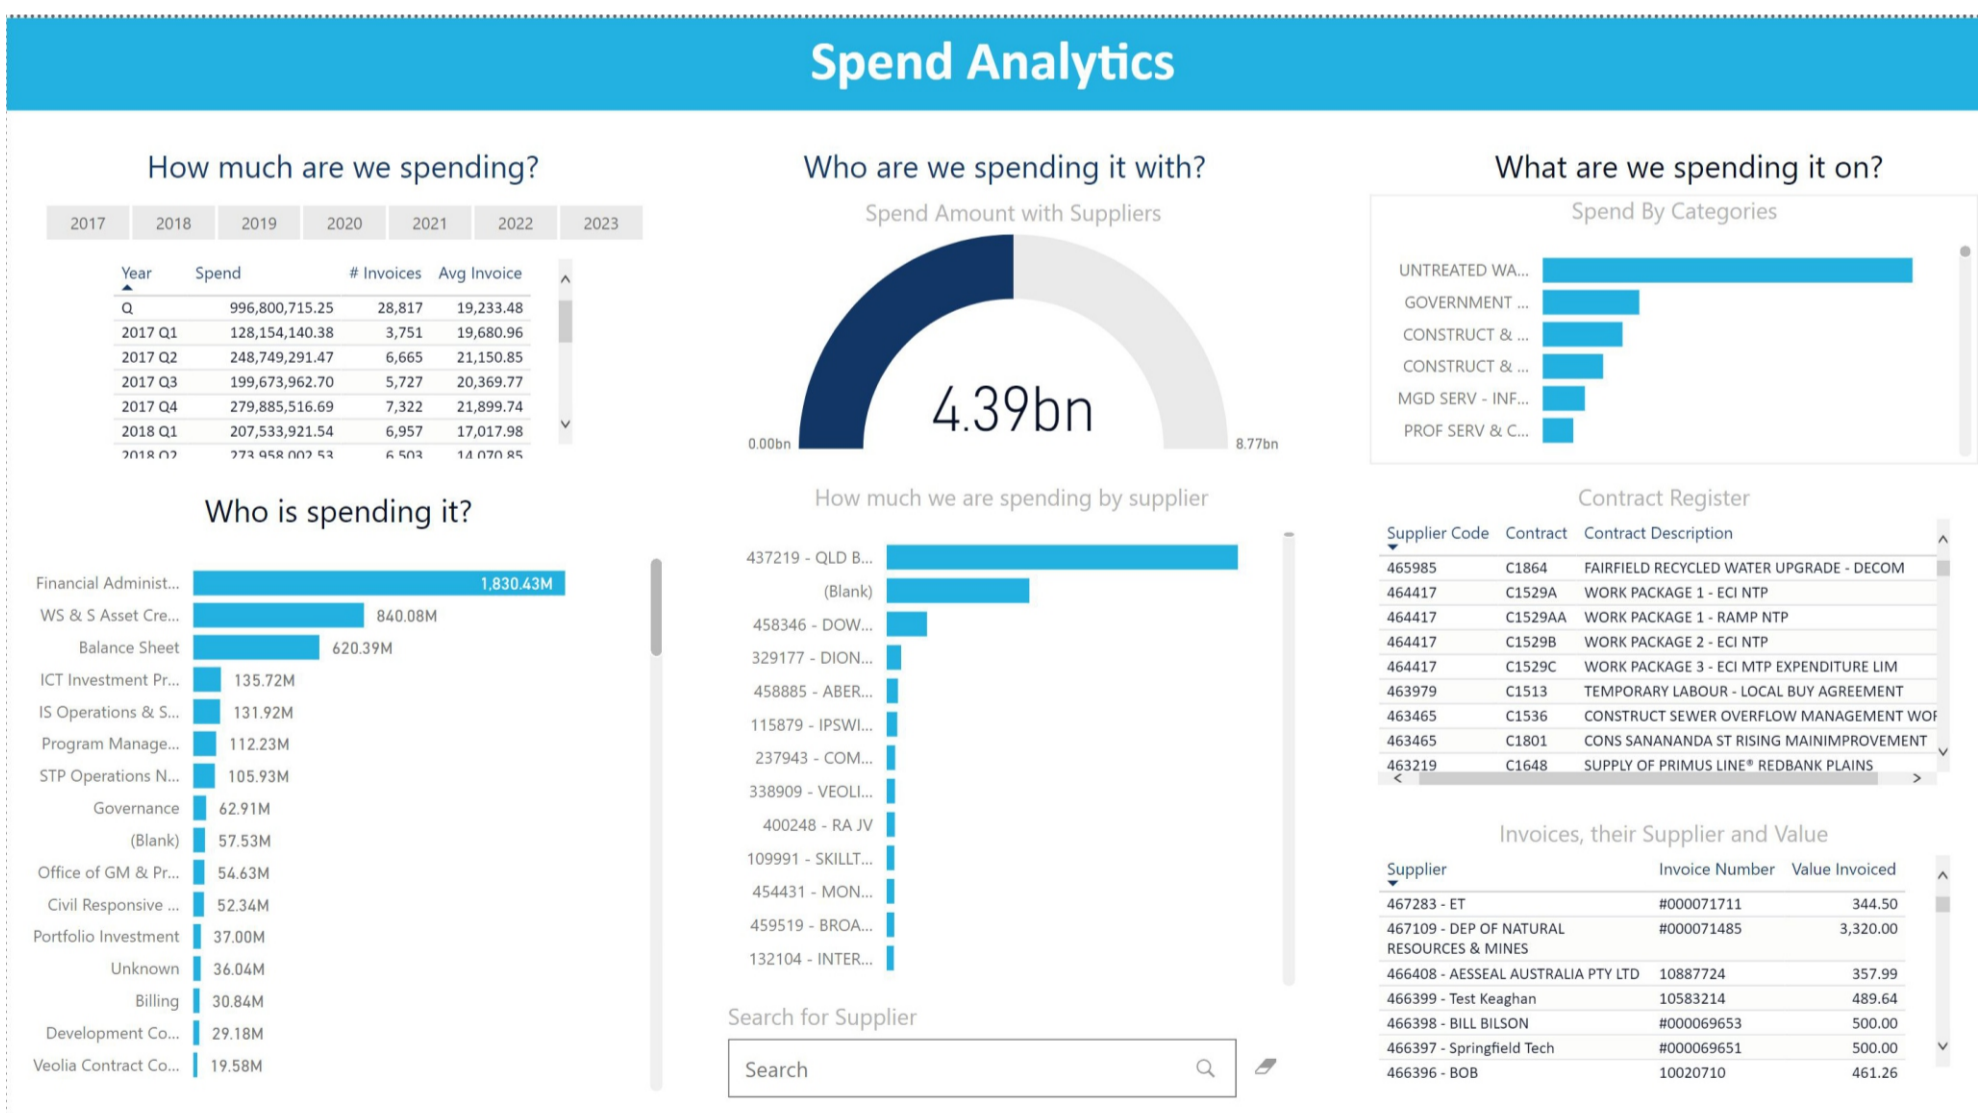 Spend Analytics
How much are we spending?
2017 2018 2019 2020 2021 2022 2023
Year Spend # Invoices Avg Invoice
Q 996,800,715.25 28,817 19,233.48
2017 Q1 128,154,140.38 3,751 19,680.96
2017 Q2 248,749,291.47 6,665 21,150.85
2017 Q3 199,673,962.70 5,727 20,369.77
2017 Q4 279,885,516.69 7,322 21,899.74
2018 Q1 207,533,921.54 6,957 17,017.98
2018 Q2 273,958,002.53 6,503 14,070.85
Who is spending it?
Financial Administ... 1,830.43M
WS & S Asset Cre... 840.08M
Balance Sheet 620.39M
ICT Investment Pr... 135.72M
IS Operations & S... 131.92M
Program Manage... 112.23M
STP Operations N... 105.93M
Governance 62.91M
(Blank) 57.53M
Office of GM & Pr... 54.63M
Civil Responsive ... 52.34M
Portfolio Investment 37.00M
Unknown 36.04M
Billing 30.84M
Development Co... 29.18M
Veolia Contract Co... 19.58M
Who are we spending it with?
Spend Amount with Suppliers
4.39bn
0.00bn 8.77bn
How much we are spending by supplier
437219 - QLD B...
(Blank)
458346 - DOW...
329177 - DION...
458885 - ABER...
115879 - IPSWI...
237943 - COM...
338909 - VEOLI...
400248 - RA JV
109991 - SKILLT...
454431 - MON...
459519 - BROA...
132104 - INTER...
Search for Supplier
Search
What are we spending it on?
Spend By Categories
UNTREATED WA...
GOVERNMENT ...
CONSTRUCT & ...
CONSTRUCT & ...
MGD SERV - INF...
PROF SERV & C...
Contract Register
Supplier Code Contract Contract Description
465985 C1864 FAIRFIELD RECYCLED WATER UPGRADE - DECOM
464417 C1529A WORK PACKAGE 1 - ECI NTP
464417 C1529AA WORK PACKAGE 1 - RAMP NTP
464417 C1529B WORK PACKAGE 2 - ECI NTP
464417 C1529C WORK PACKAGE 3 - ECI MTP EXPENDITURE LIM
463979 C1513 TEMPORARY LABOUR - LOCAL BUY AGREEMENT
463465 C1536 CONSTRUCT SEWER OVERFLOW MANAGEMENT WOR
463465 C1801 CONS SANANANDA ST RISING MAINIMPROVEMENT
463219 C1648 SUPPLY OF PRIMUS LINE® REDBANK PLAINS
Invoices, their Supplier and Value
Supplier Invoice Number Value Invoiced
467283 - ET #000071711 344.50
467109 - DEP OF NATURAL #000071485 3,320.00
RESOURCES & MINES
466408 - AESSEAL AUSTRALIA PTY LTD 10887724 357.99
466399 - Test Keaghan 10583214 489.64
466398 - BILL BILSON #000069653 500.00
466397 - Springfield Tech #000069651 500.00
466396 - BOB 10020710 461.26